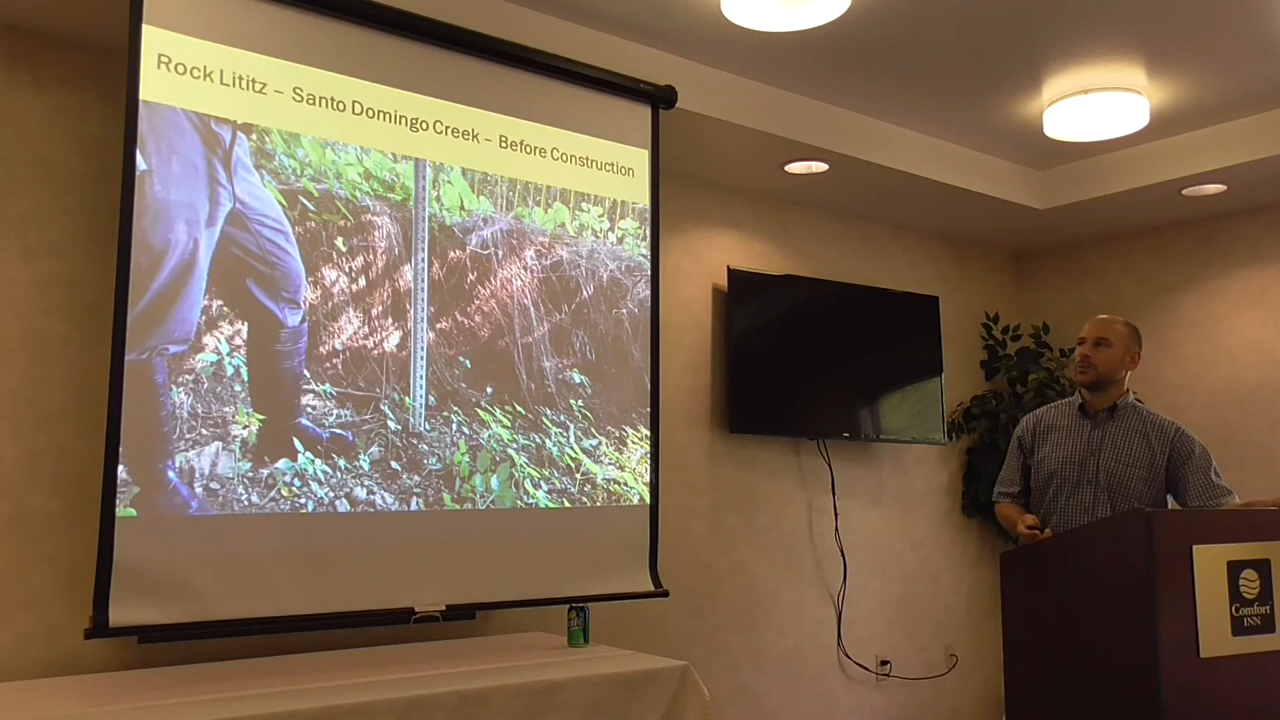 Rock Lititz – Santo Domingo Creek – Before Construction
Comfort
INN